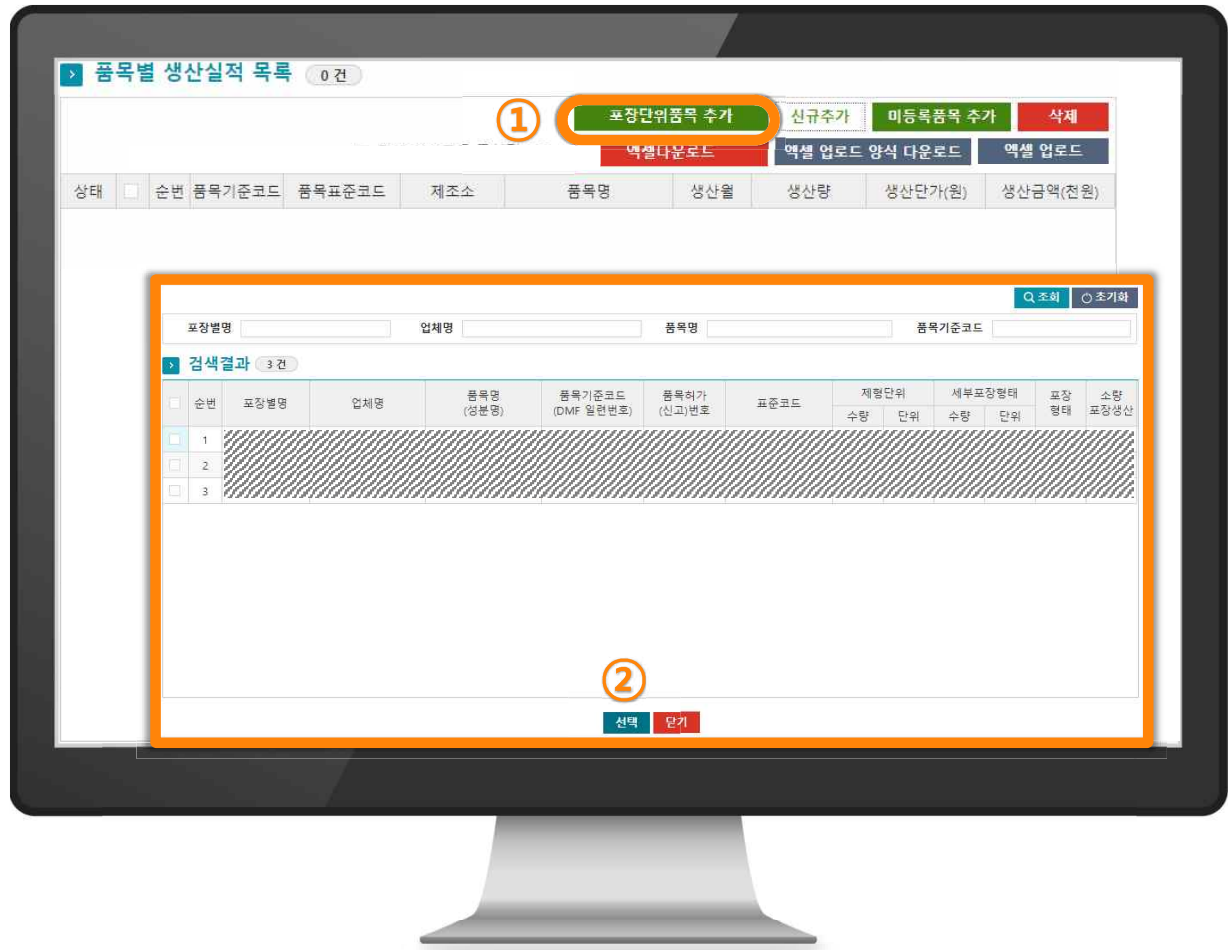 품목별 생산실적 목록 0 건
① 포장단위품목 추가 신규추가 미등록품목 추가 삭제
엑셀다운로드 엑셀 업로드 양식 다운로드 엑셀 업로드
상태 순번 품목기준코드 품목표준코드 제조소 품목명 생산월 생산량 생산단가(원) 생산금액(천원)
조회 초기화
포장별명 업체명 품목명 품목기준코드
검색결과 3 건
순번 포장별명 업체명 품목명 (성분명) 품목기준코드 (DMF 일련번호) 품목허가 (신고)번호 표준코드 제형단위 세부포장형태 포장 형태 소량 포장생산
수량 단위 수량 단위
1
2
3
②
선택 닫기